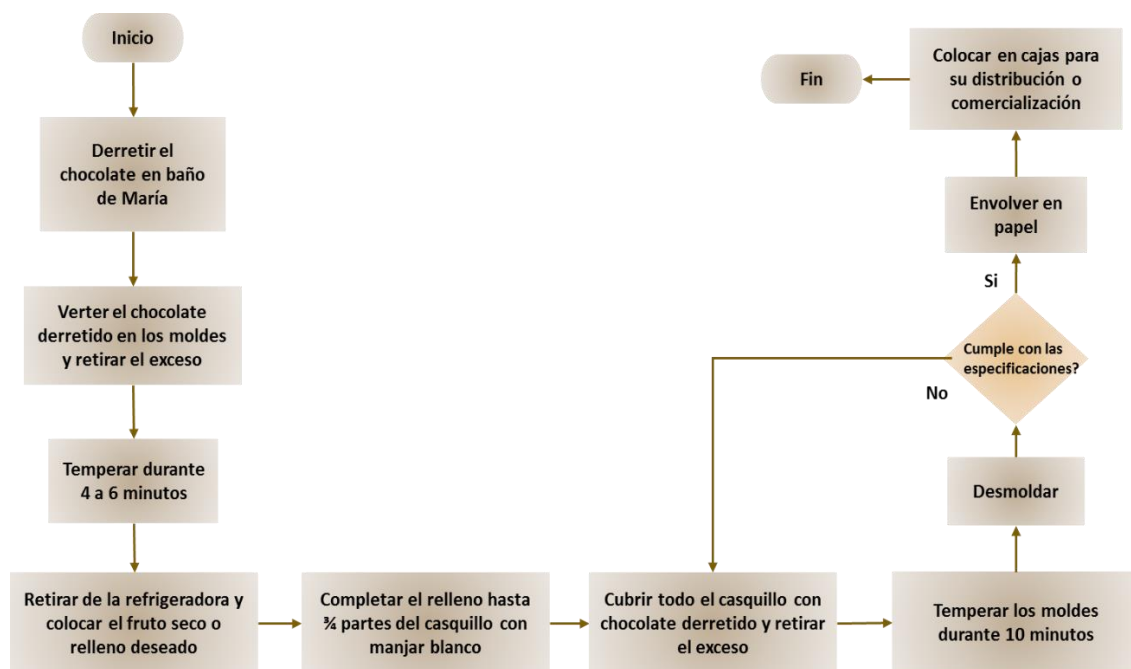 Inicio
Derretir el
chocolate en baño
de María
Verter el chocolate
derretido en los moldes
y retirar el exceso
Temperar durante
4 a 6 minutos
Retirar de la refrigeradora y
colocar el fruto seco o
relleno deseado
Completar el relleno hasta
¾ partes del casquillo con
manjar blanco
Cubrir todo el casquillo con
chocolate derretido y retirar
el exceso
Temperar los moldes
durante 10 minutos
Desmoldar
Cumple con las
especificaciones?
No
Si
Envolver en
papel
Colocar en cajas para
su distribución o
comercialización
Fin